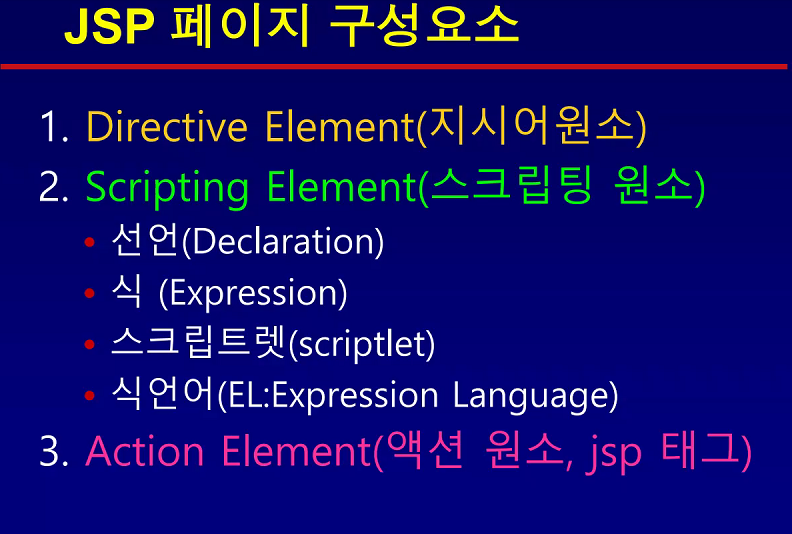 JSP 페이지 구성요소
1. Directive Element(지시어원소)
2. Scripting Element(스크립팅 원소)
• 선언(Declaration)
• 식 (Expression)
• 스크립트렛(scriptlet)
• 식언어(EL:Expression Language)
3. Action Element(액션 원소, jsp 태그)